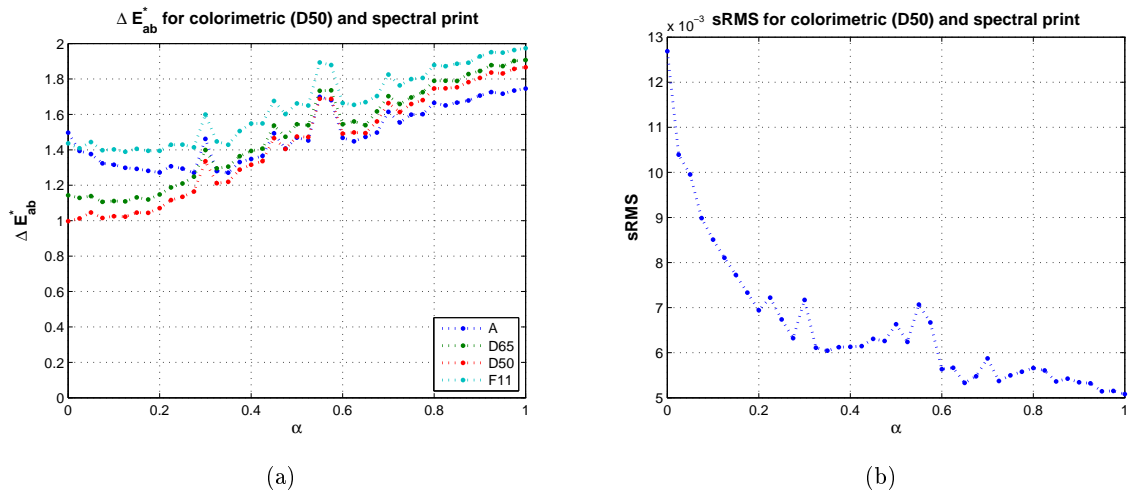 Δ E*ab for colorimetric (D50) and spectral print
2
1.8
1.6
1.4
1.2
1
0.8
0.6
0.4
0.2
0
Δ E*ab
0 0.2 0.4 0.6 0.8 1
α
A
D65
D50
F11
(a)
x 10⁻³
sRMS for colorimetric (D50) and spectral print
13
12
11
10
9
8
7
6
5
sRMS
0 0.2 0.4 0.6 0.8 1
α
(b)